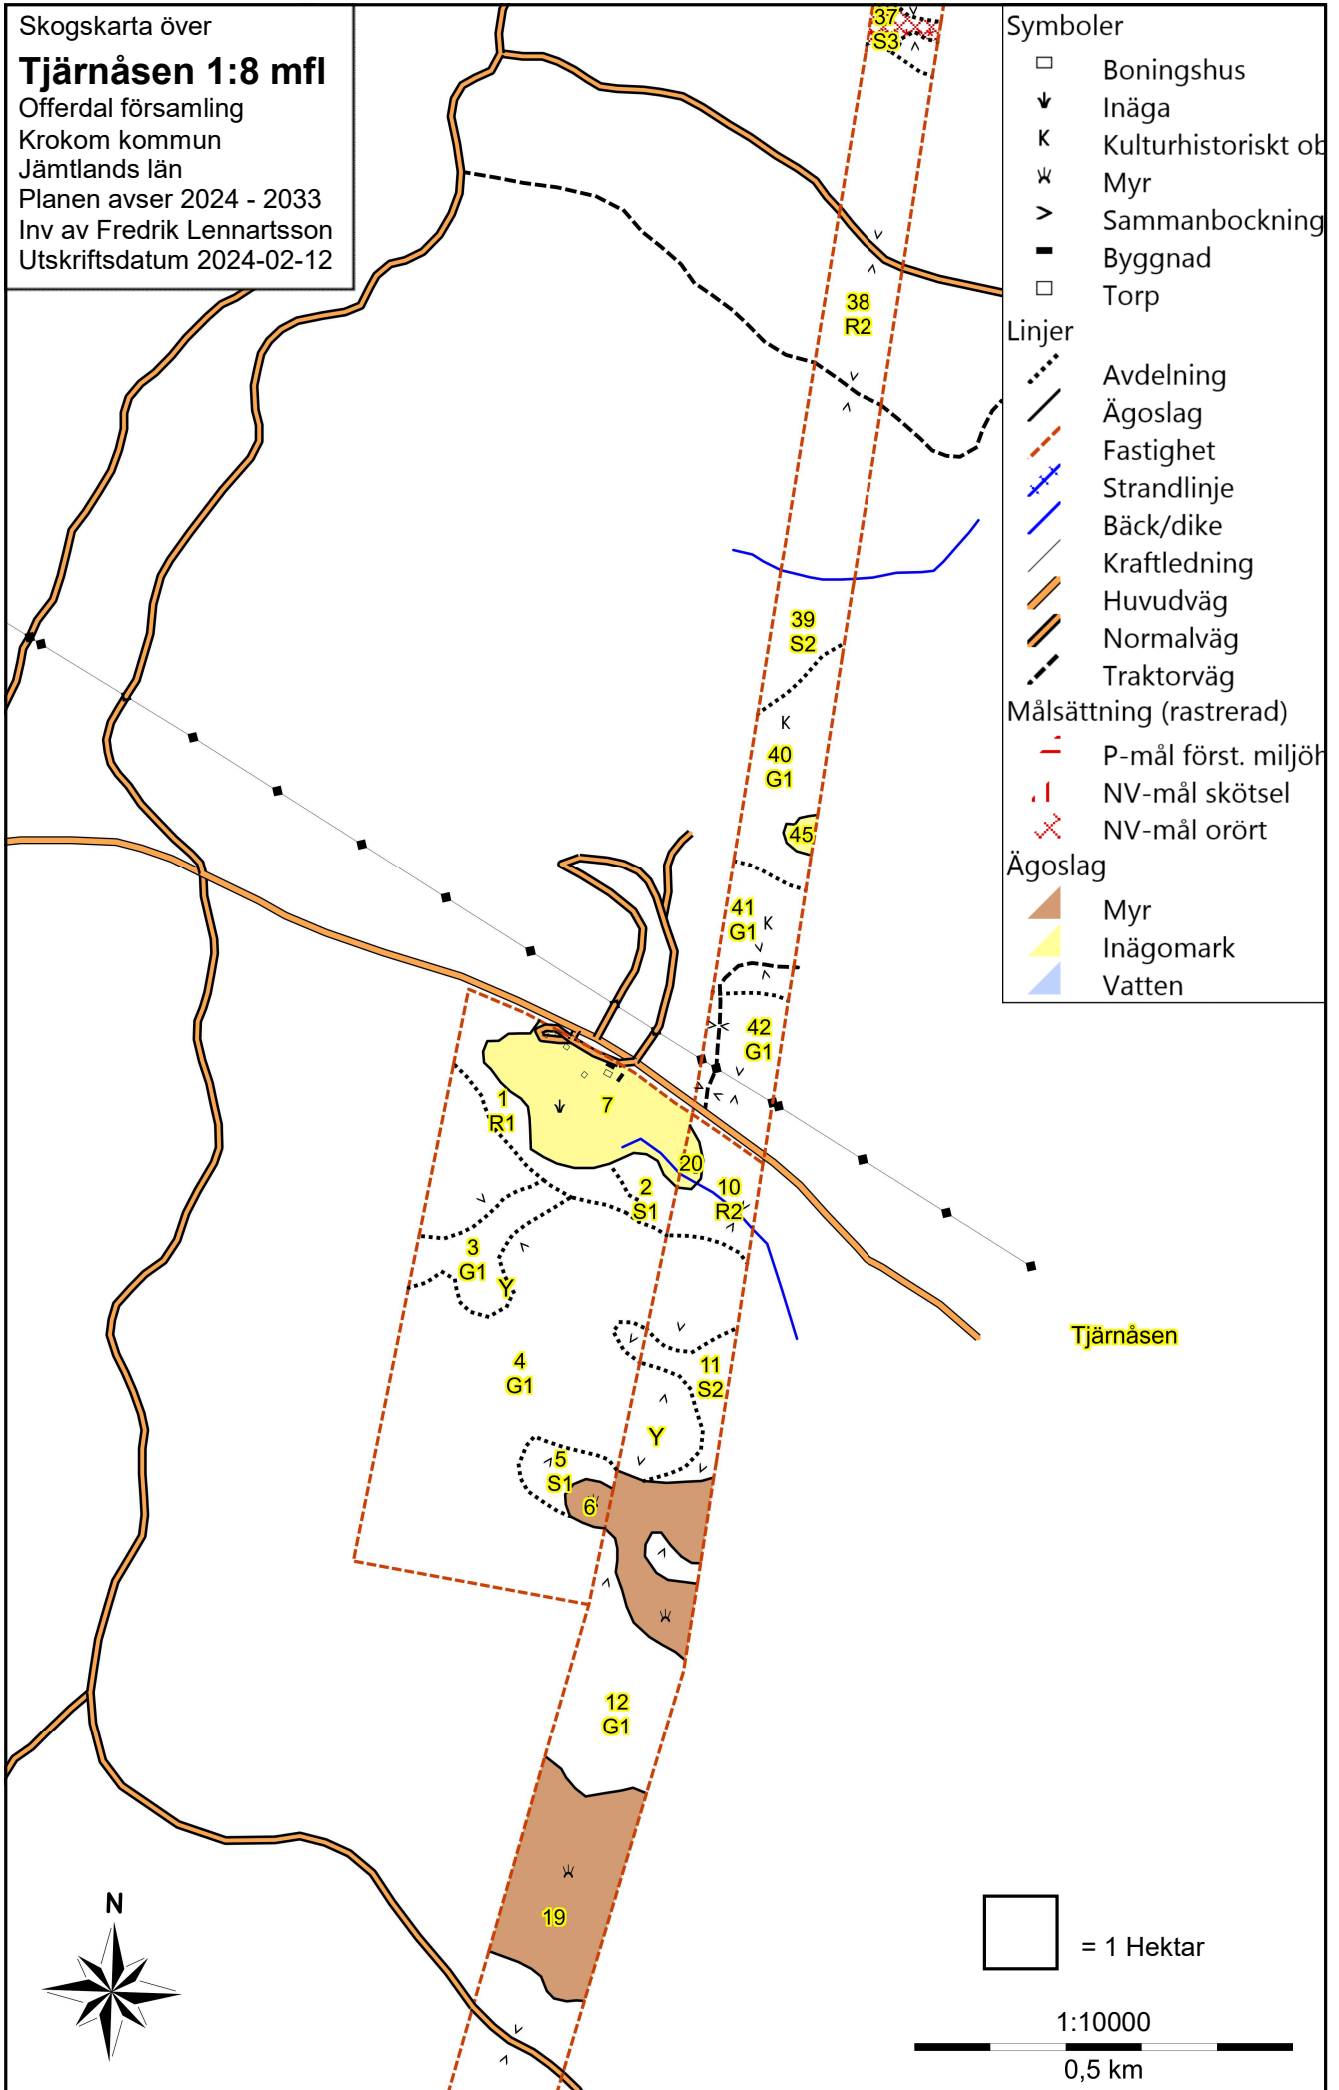 Skogskarta över
Tjärnåsen 1:8 mfl
Offerdal församling
Krokom kommun
Jämtlands län
Planen avser 2024 - 2033
Inv av Fredrik Lennartsson
Utskriftsdatum 2024-02-12
Symboler
Boningshus
Inäga
K Kulturhistoriskt ob
Myr
Sammanbockning
Byggnad
Torp
Linjer
Avdelning
Ägoslag
Fastighet
Strandlinje
Bäck/dike
Kraftledning
Huvudväg
Normalväg
Traktorväg
Målsättning (rastrerad)
P-mål först. miljöh
NV-mål skötsel
NV-mål orört
Ägoslag
Myr
Inägomark
Vatten
37
S3
38
R2
39
S2
K
40
G1
45
41
G1
K
42
G1
1
R1
7
20
2
S1
10
R2
3
G1
Y
Tjärnåsen
4
G1
11
S2
Y
5
S1
6
12
G1
19
N
= 1 Hektar
1:10000
0,5 km